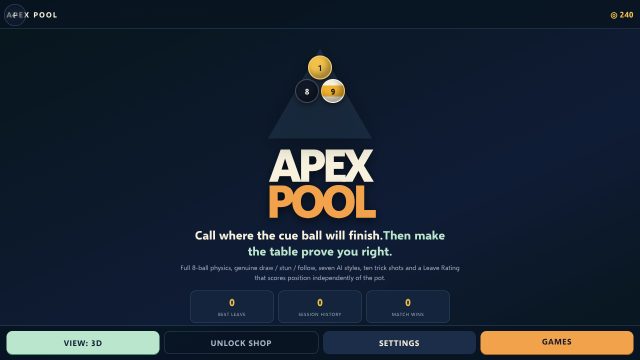 APEX POOL
◎ 240
1
8
9
APEX
POOL
Call where the cue ball will finish.Then make
the table prove you right.
Full 8-ball physics, genuine draw / stun / follow, seven AI styles, ten trick shots and a Leave Rating
that scores position independently of the pot.
0
0
0
BEST LEAVE
SESSION HISTORY
MATCH WINS
VIEW: 3D
UNLOCK SHOP
SETTINGS
GAMES